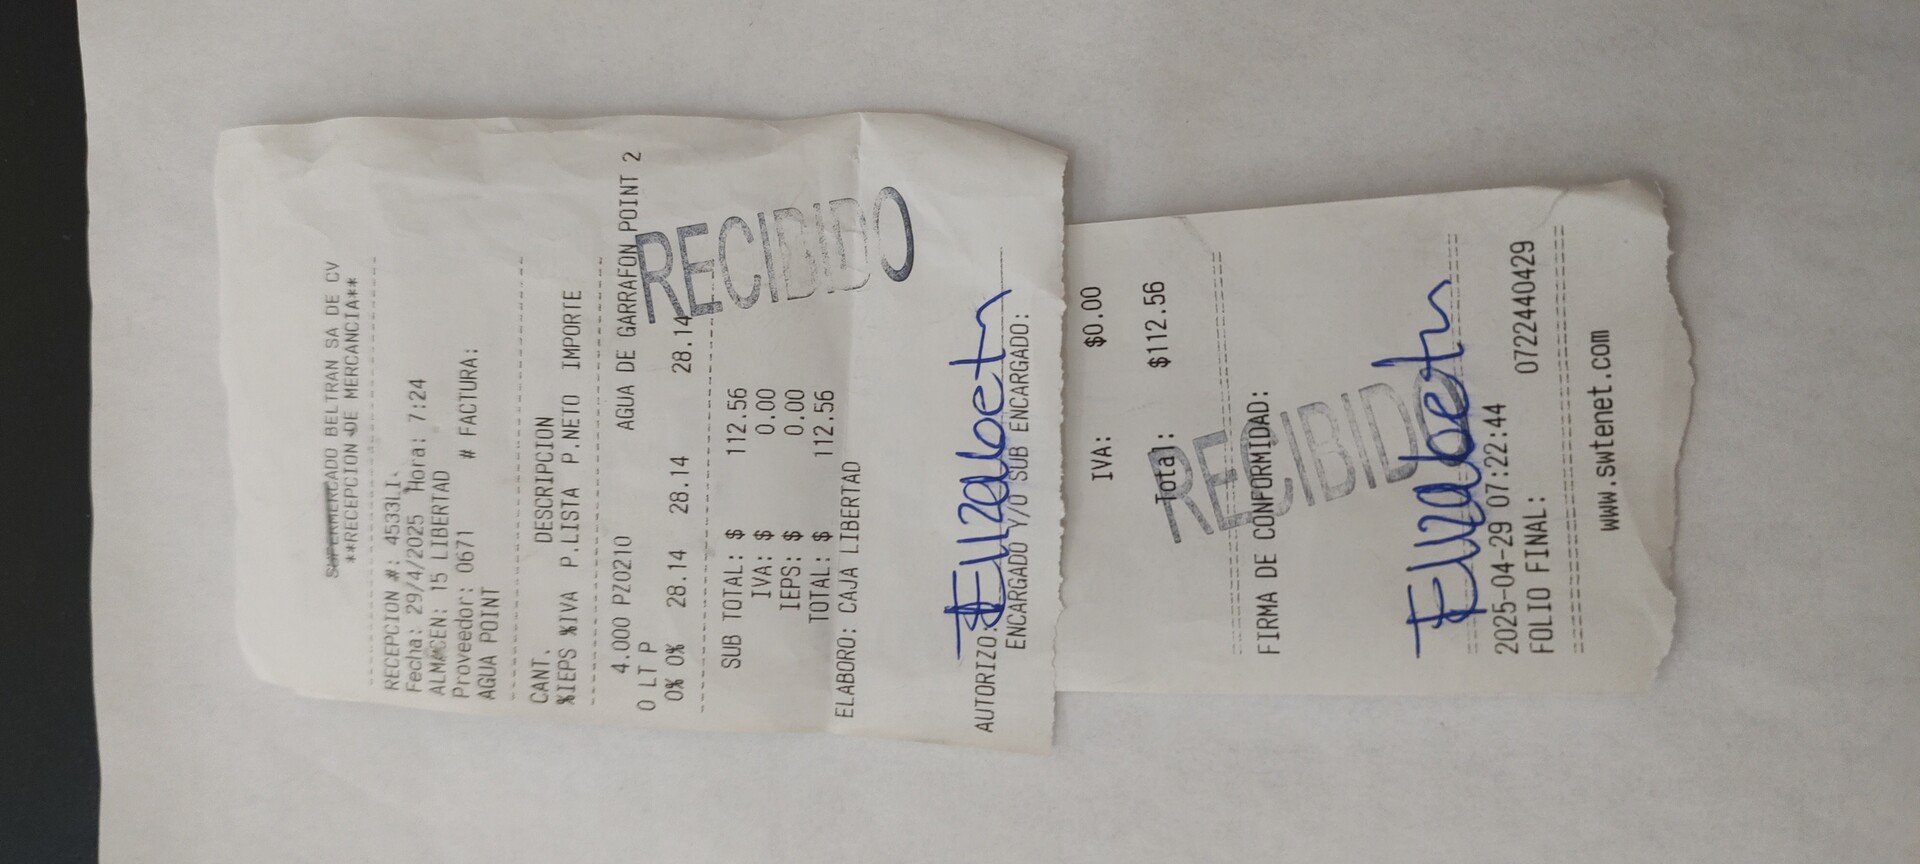 SUPERMERCADO BELTRAN SA DE CV
**RECEPCION DE MERCANCIA**
RECEPCION #: 4533LI
Fecha: 29/4/2025 Hora: 7:24
ALMACEN: 15 LIBERTAD
Proveedor: 0671 # FACTURA:
AGUA POINT
CANT. DESCRIPCION
%IEPS %IVA P.LISTA P.NETO IMPORTE
4.000 PZ0210 AGUA DE GARRAFON POINT 2
0 LT P
0% 0% 28.14 28.14 28.14
RECIBIDO
SUB TOTAL: $ 112.56
IVA: $ 0.00
IEPS: $ 0.00
TOTAL: $ 112.56
ELABORO: CAJA LIBERTAD
Elizabeth
AUTORIZO:
ENCARGADO Y/O SUB ENCARGADO:
IVA: $0.00
Total: $112.56
RECIBIDO
FIRMA DE CONFORMIDAD:
Elizabeth
2025-04-29 07:22:44
FOLIO FINAL: 0722440429
www.swtenet.com